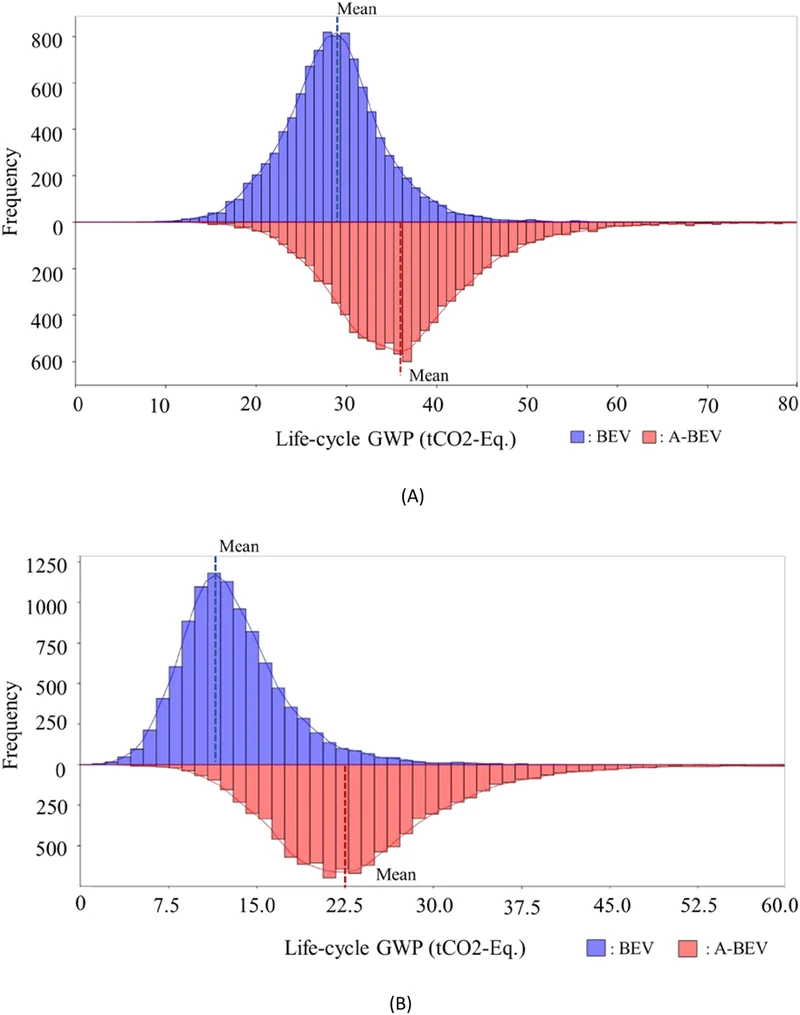 Mean
800
600
400
200
0
200
400
600
Frequency
Mean
0 10 20 30 40 50 60 70 80
Life-cycle GWP (tCO2-Eq.) : BEV : A-BEV
(A)
Mean
1250
1000
750
500
250
0
250
500
Frequency
Mean
0 7.5 15.0 22.5 30.0 37.5 45.0 52.5 60.0
Life-cycle GWP (tCO2-Eq.) : BEV : A-BEV
(B)